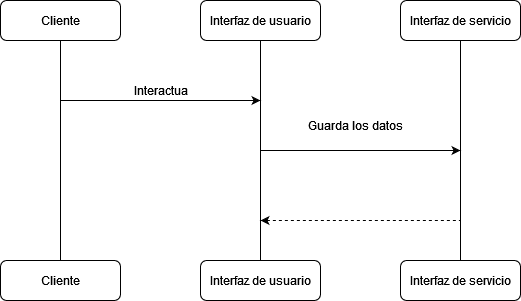 Cliente
Interfaz de usuario
Interfaz de servicio
Interactua
Guarda los datos
Cliente
Interfaz de usuario
Interfaz de servicio